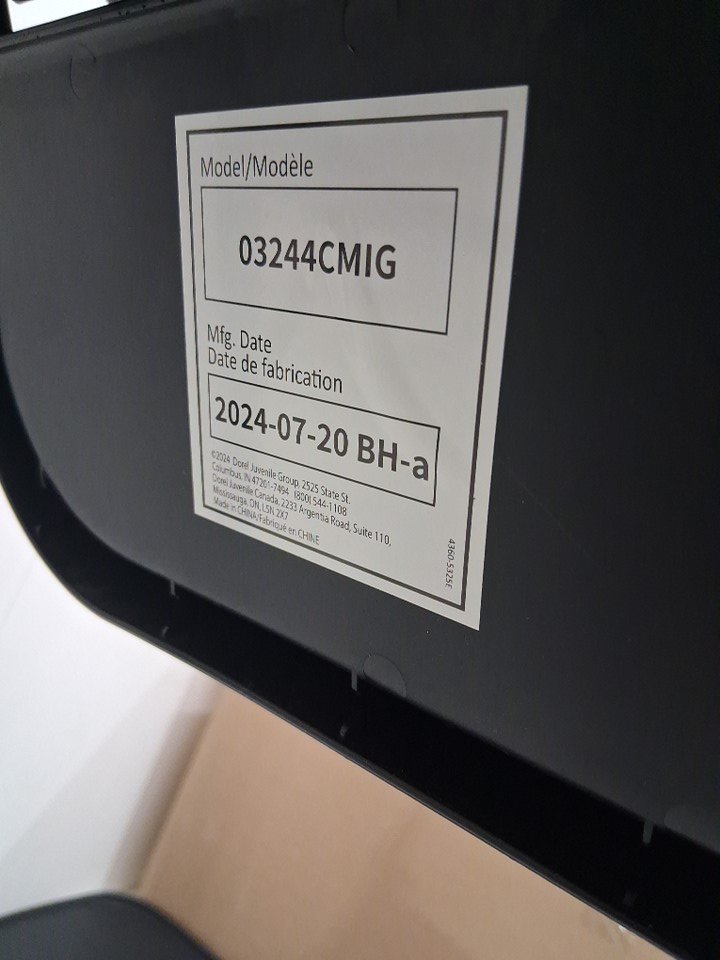 Model/Modèle
03244CMIG
Mfg. Date
Date de fabrication
2024-07-20 BH-a
©2024 Dorel Juvenile Group, 2525 State St.
Columbus, IN 47201-7494 (800) 544-1108
Dorel Juvenile Canada, 2233 Argentia Road, Suite 110,
Mississauga, ON, L5N 2X7
Made in CHINA/Fabriqué en CHINE
4360-5325E